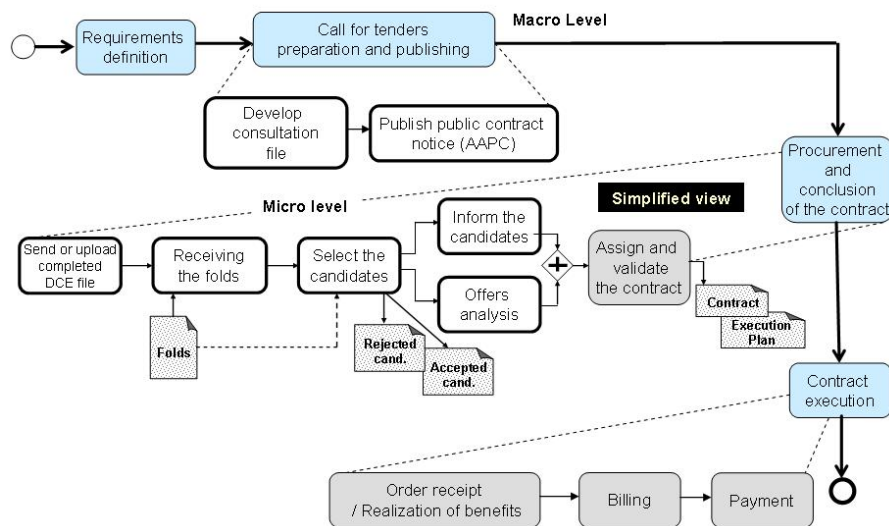 Macro Level
Requirements
definition
Call for tenders
preparation and publishing
Develop
consultation
file
Publish public contract
notice (AAPC)
Procurement
and
conclusion
of the contract
Simplified view
Micro level
Send or upload
completed
DCE file
Receiving
the folds
Select the
candidates
Inform the
candidates
Offers
analysis
Assign and
validate
the contract
Folds
Rejected
cand.
Accepted
cand.
Contract
Execution
Plan
Contract
execution
Order receipt
/ Realization of benefits
Billing
Payment